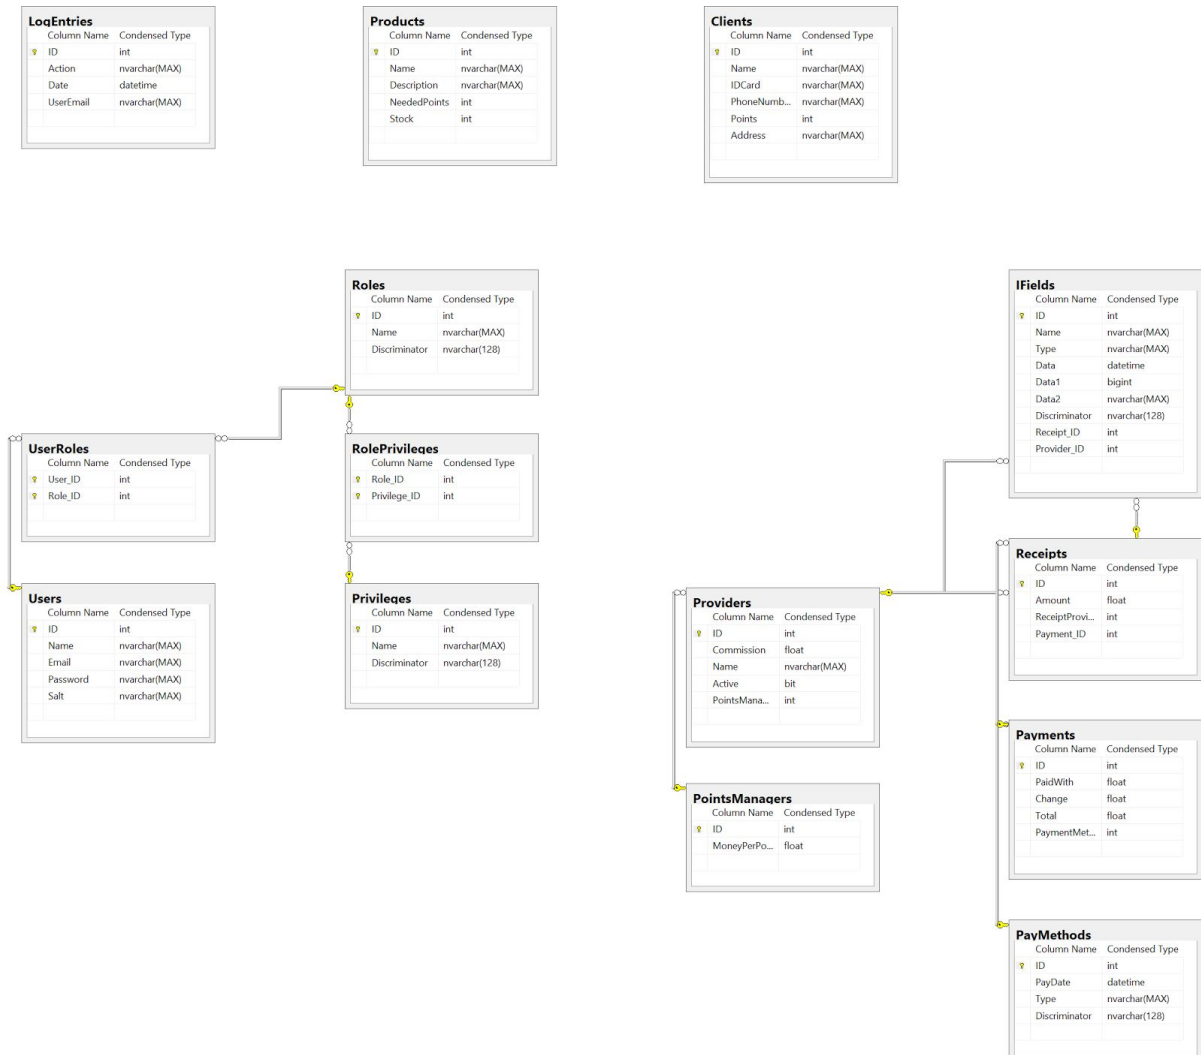 LogEntries
Column Name Condensed Type
ID int
Action nvarchar(MAX)
Date datetime
UserEmail nvarchar(MAX)
Products
Column Name Condensed Type
ID int
Name nvarchar(MAX)
Description nvarchar(MAX)
NeededPoints int
Stock int
Clients
Column Name Condensed Type
ID int
Name nvarchar(MAX)
IDCard nvarchar(MAX)
PhoneNumb... nvarchar(MAX)
Points int
Address nvarchar(MAX)
Roles
Column Name Condensed Type
ID int
Name nvarchar(MAX)
Discriminator nvarchar(128)
IFields
Column Name Condensed Type
ID int
Name nvarchar(MAX)
Type nvarchar(MAX)
Data datetime
Data1 bigint
Data2 nvarchar(MAX)
Discriminator nvarchar(128)
Receipt_ID int
Provider_ID int
UserRoles
Column Name Condensed Type
User_ID int
Role_ID int
RolePrivileges
Column Name Condensed Type
Role_ID int
Privilege_ID int
Receipts
Column Name Condensed Type
ID int
Amount float
ReceiptProvi... int
Payment_ID int
Users
Column Name Condensed Type
ID int
Name nvarchar(MAX)
Email nvarchar(MAX)
Password nvarchar(MAX)
Salt nvarchar(MAX)
Privileges
Column Name Condensed Type
ID int
Name nvarchar(MAX)
Discriminator nvarchar(128)
Providers
Column Name Condensed Type
ID int
Commission float
Name nvarchar(MAX)
Active bit
PointsMana... int
Payments
Column Name Condensed Type
ID int
PaidWith float
Change float
Total float
PaymentMet... int
PointsManagers
Column Name Condensed Type
ID int
MoneyPerPo... float
PayMethods
Column Name Condensed Type
ID int
PayDate datetime
Type nvarchar(MAX)
Discriminator nvarchar(128)